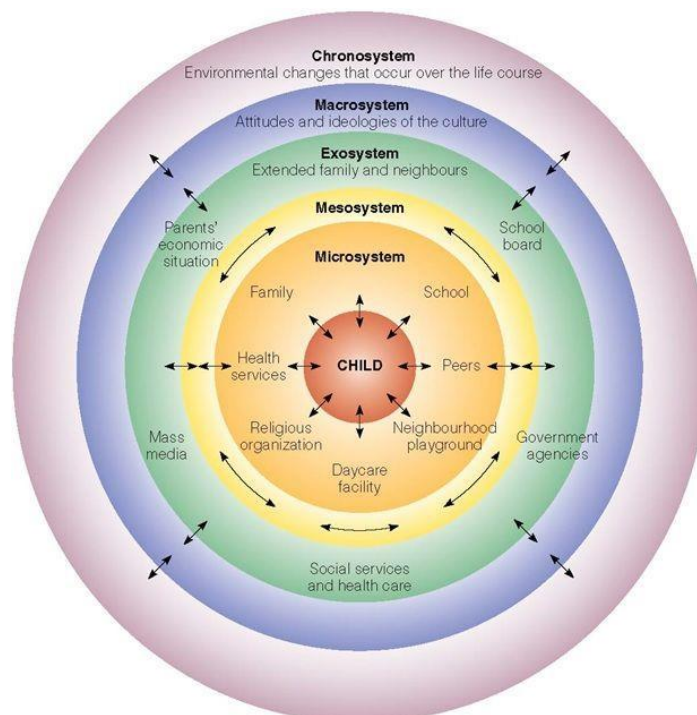 Chronosystem
Environmental changes that occur over the life course
Macrosystem
Attitudes and ideologies of the culture
Exosystem
Extended family and neighbours
Mesosystem
Parents'
economic
situation
School
board
Microsystem
Family
School
Health
services
CHILD
Peers
Religious
organization
Neighbourhood
playground
Mass
media
Government
agencies
Daycare
facility
Social services
and health care